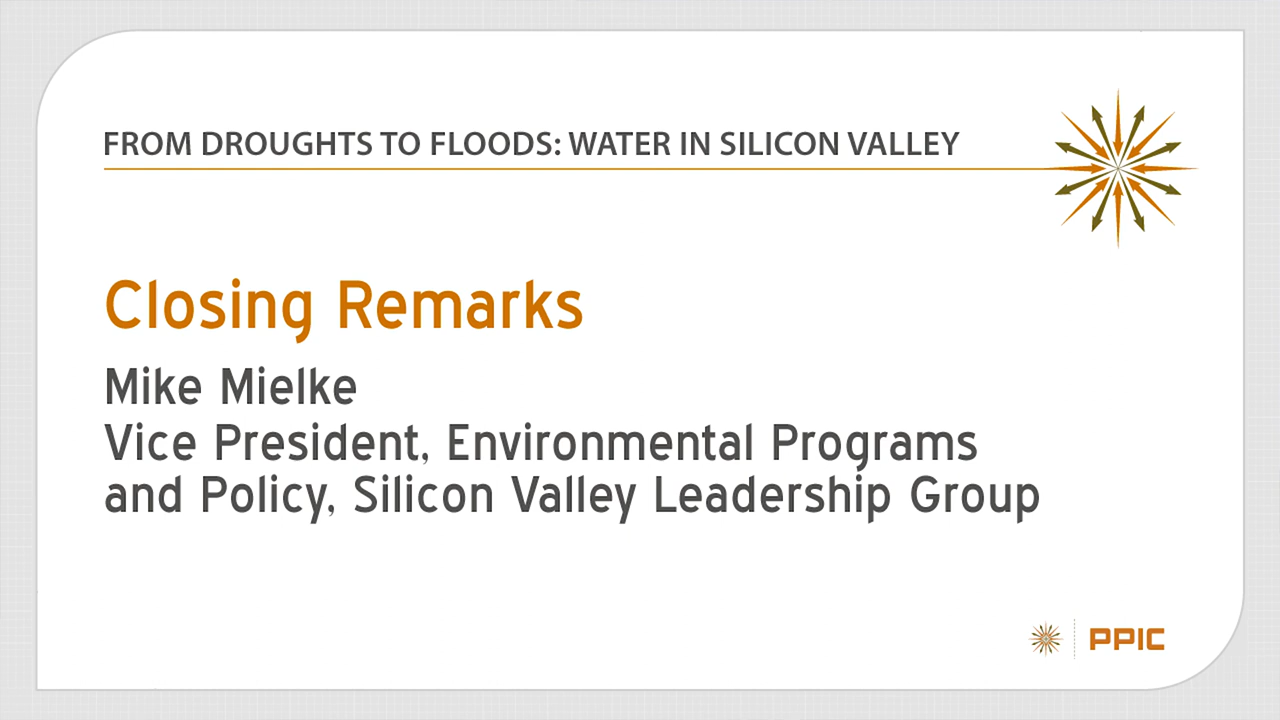 FROM DROUGHTS TO FLOODS: WATER IN SILICON VALLEY
Closing Remarks
Mike Mielke
Vice President, Environmental Programs
and Policy, Silicon Valley Leadership Group
PPIC